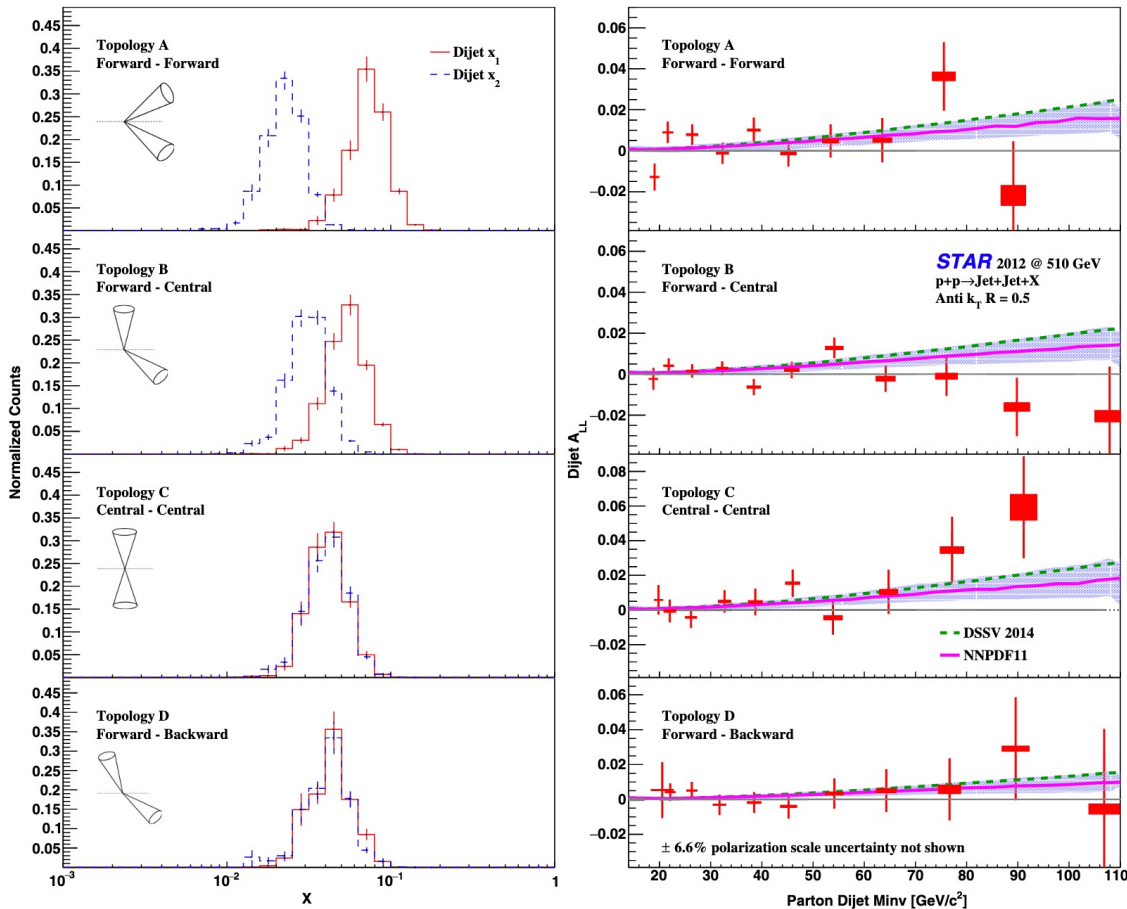 Normalized Counts
0.45
0.4
0.35
0.3
0.25
0.2
0.15
0.1
0.05
Topology A
Forward - Forward
Dijet x1
Dijet x2
0.45
0.4
0.35
0.3
0.25
0.2
0.15
0.1
0.05
Topology B
Forward - Central
0.45
0.4
0.35
0.3
0.25
0.2
0.15
0.1
0.05
Topology C
Central - Central
0.45
0.4
0.35
0.3
0.25
0.2
0.15
0.1
0.05
Topology D
Forward - Backward
10−3
10−2
10−1
1
x
Dijet ALL
0.06
0.04
0.02
0
−0.02
Topology A
Forward - Forward
0.06
0.04
0.02
0
−0.02
Topology B
Forward - Central
STAR 2012 @ 510 GeV
p+p→Jet+Jet+X
Anti kT R = 0.5
0.08
0.06
0.04
0.02
0
−0.02
Topology C
Central - Central
DSSV 2014
NNPDF11
0.06
0.04
0.02
0
−0.02
Topology D
Forward - Backward
± 6.6% polarization scale uncertainty not shown
20 30 40 50 60 70 80 90 100 110
Parton Dijet Minv [GeV/c2]